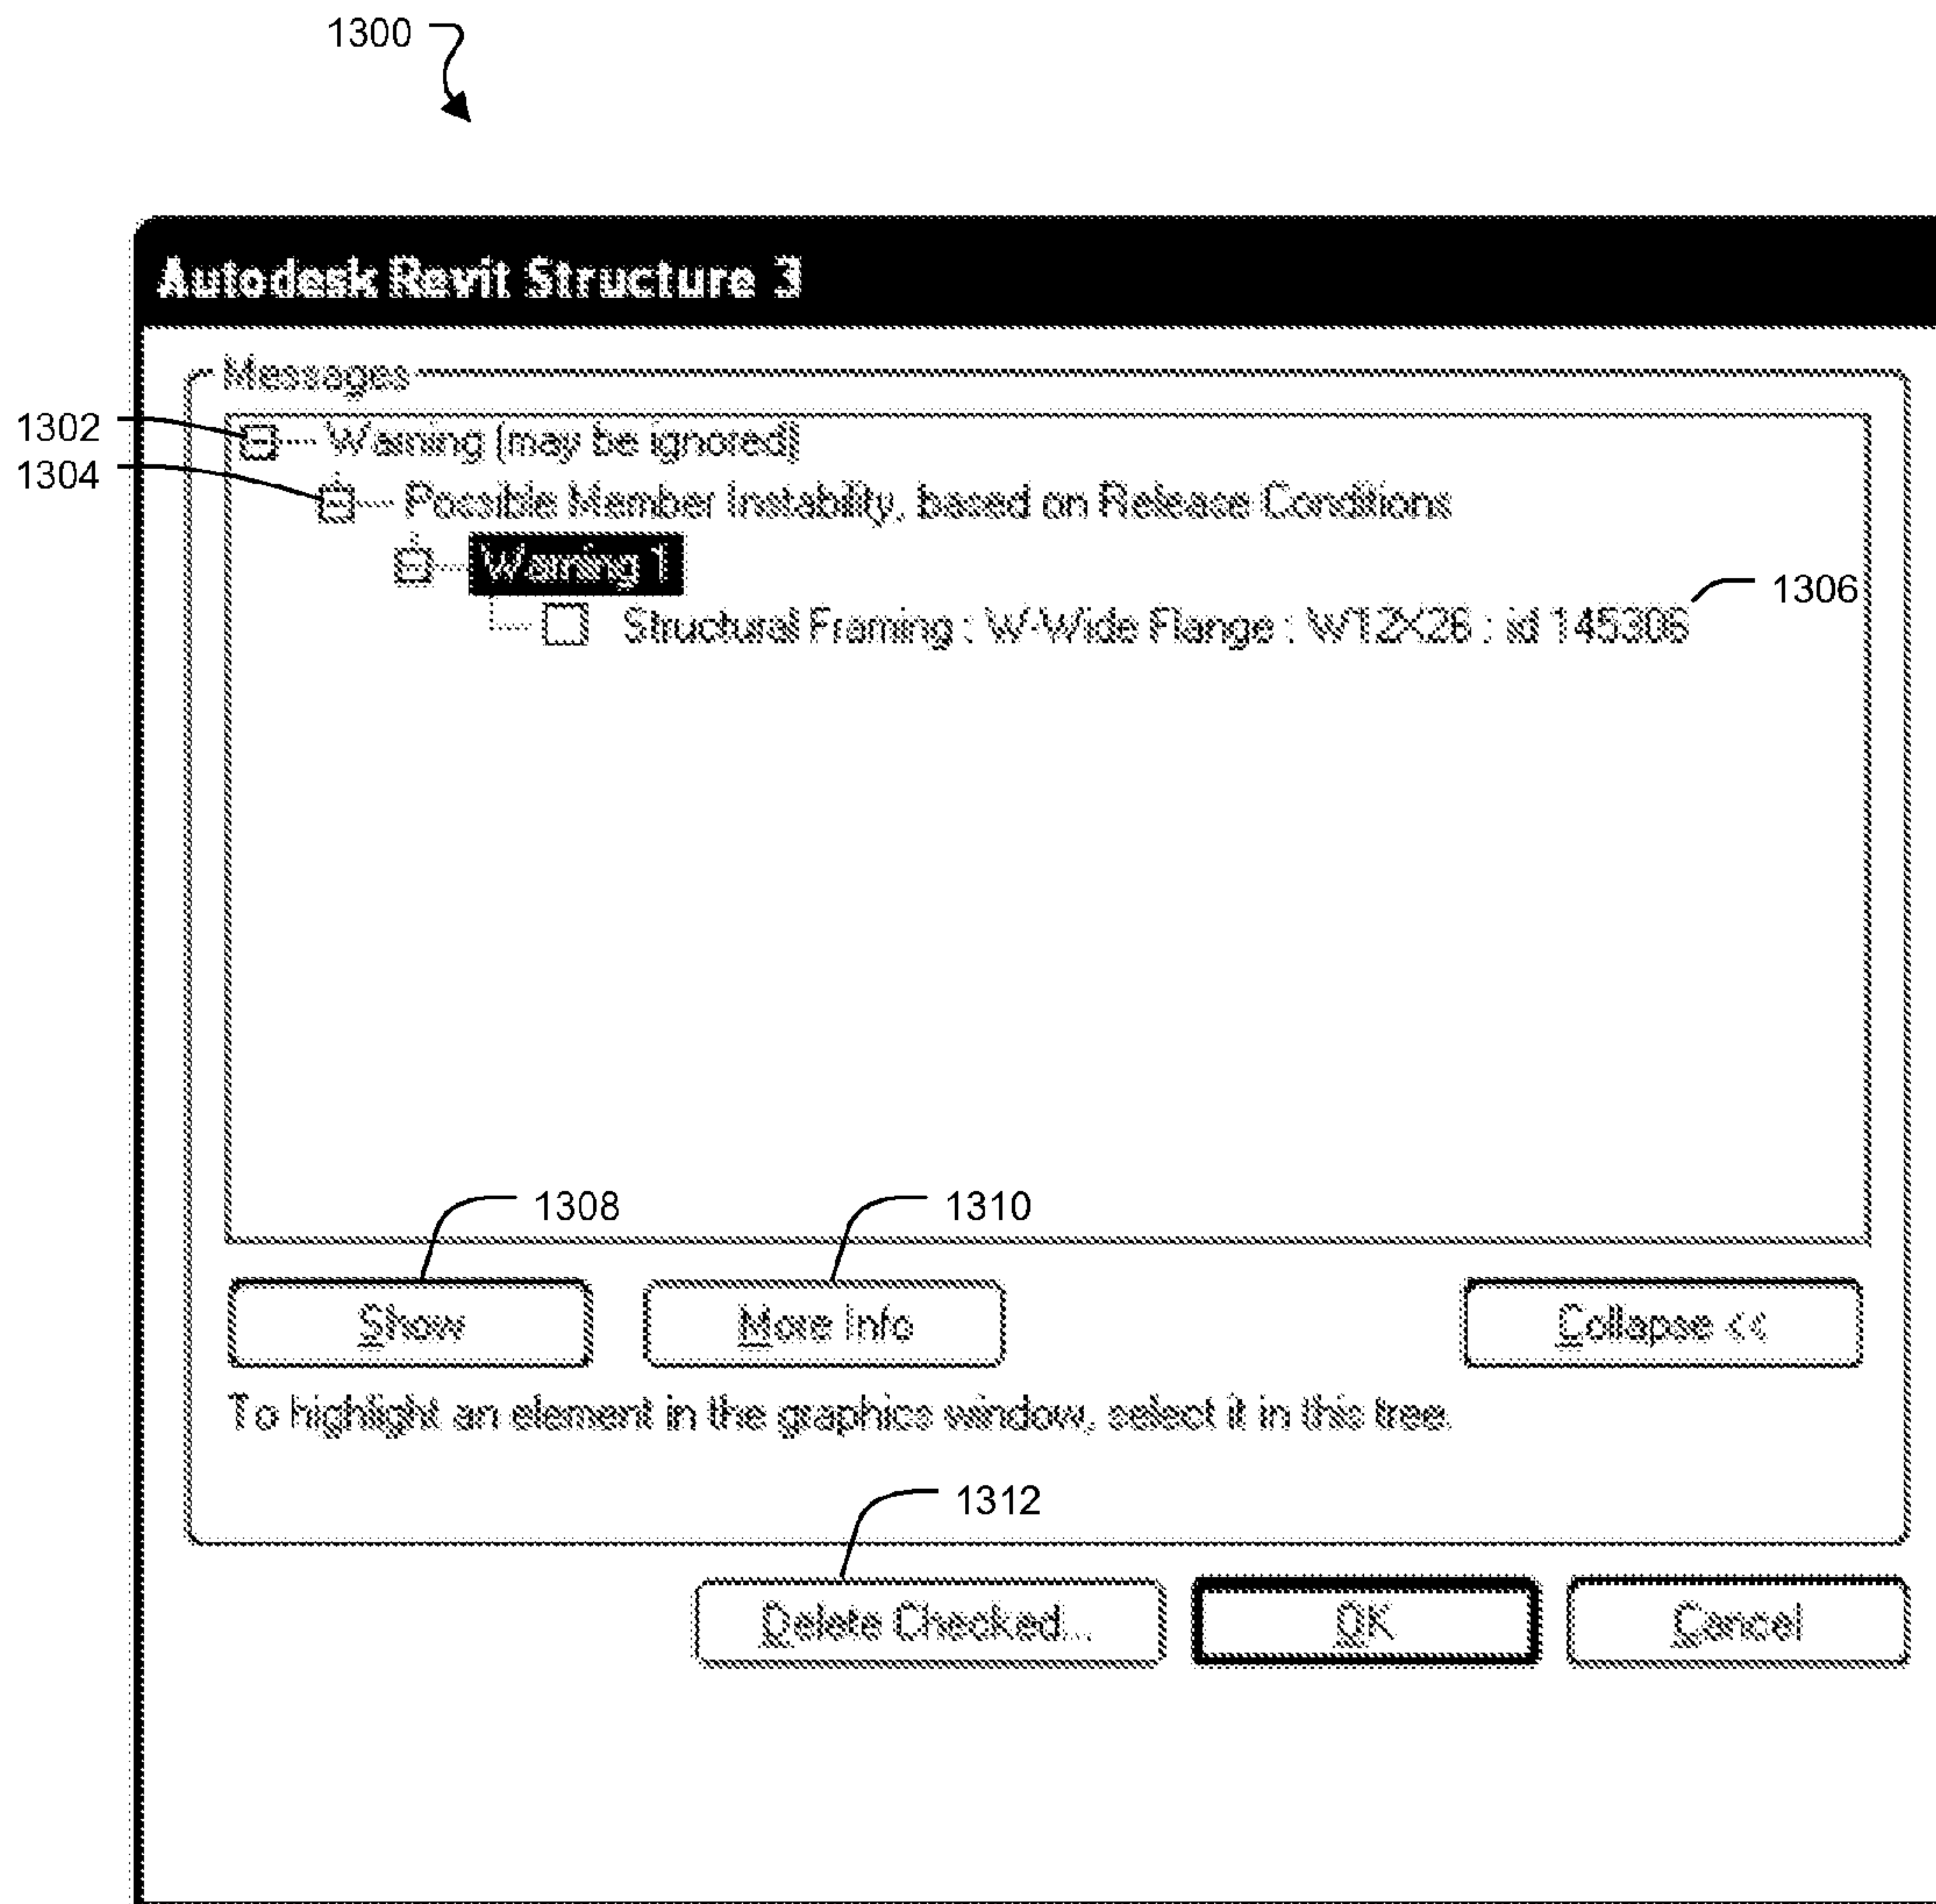 1300
Autodesk Revit Structure 3
Messages
1302
Warning (may be ignored)
1304
Possible Member Instability, based on Release Conditions
Warning 1
1306
Structural Framing : W-Wide Flange : W12X26 : id 145306
1308
1310
Show
More Info
Collapse <<
To highlight an element in the graphics window, select it in this tree.
1312
Delete Checked...
OK
Cancel